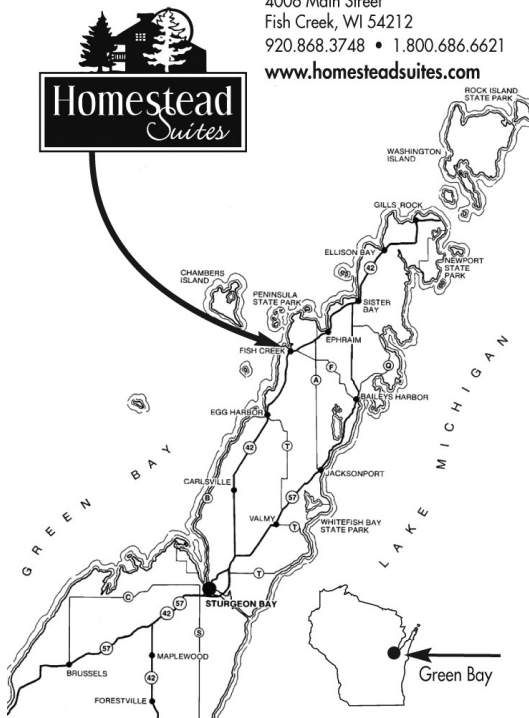 4006 Main Street
Fish Creek, WI 54212
920.868.3748 • 1.800.686.6621
www.homesteadsuites.com
Homestead
Suites
ROCK ISLAND
STATE PARK
WASHINGTON
ISLAND
GILLS ROCK
ELLISON BAY
42
NEWPORT
STATE
PARK
CHAMBERS
ISLAND
PENINSULA
STATE PARK
SISTER
BAY
EPHRAIM
FISH CREEK
F
Q
A
BAILEYS HARBOR
EGG HARBOR
42
T
LAKE MICHIGAN
GREEN BAY
CARLSVILLE
JACKSONPORT
B
57
VALMY
T
WHITEFISH BAY
STATE PARK
T
STURGEON BAY
C
42
57
S
57
MAPLEWOOD
BRUSSELS
42
FORESTVILLE
Green Bay